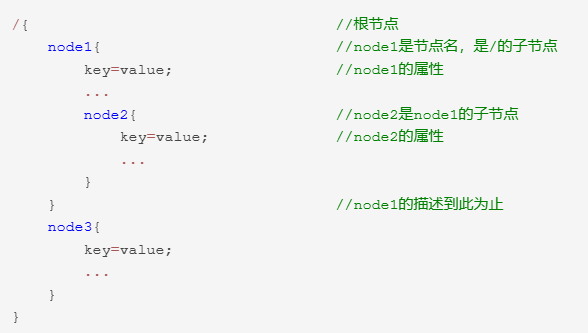 /{ //根节点
node1{ //node1是节点名，是/的子节点
key=value; //node1的属性
...
node2{ //node2是node1的子节点
key=value; //node2的属性
...
}
} //node1的描述到此为止
node3{
key=value;
...
}
}